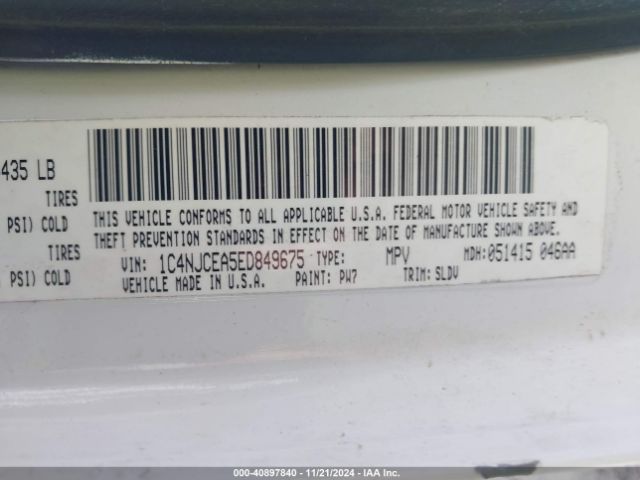 435 LB
TIRES
PSI) COLD
TIRES
PSI) COLD
THIS VEHICLE CONFORMS TO ALL APPLICABLE U.S.A. FEDERAL MOTOR VEHICLE SAFETY AND
THEFT PREVENTION STANDARDS IN EFFECT ON THE DATE OF MANUFACTURE SHOWN ABOVE.
VIN: 1C4NJCEA5ED849675 TYPE: MPV MDH:051415 046AA
VEHICLE MADE IN U.S.A. PAINT: PW7 TRIM: SLDV
000-40897840 | 11/21/2024 - IAA Inc.